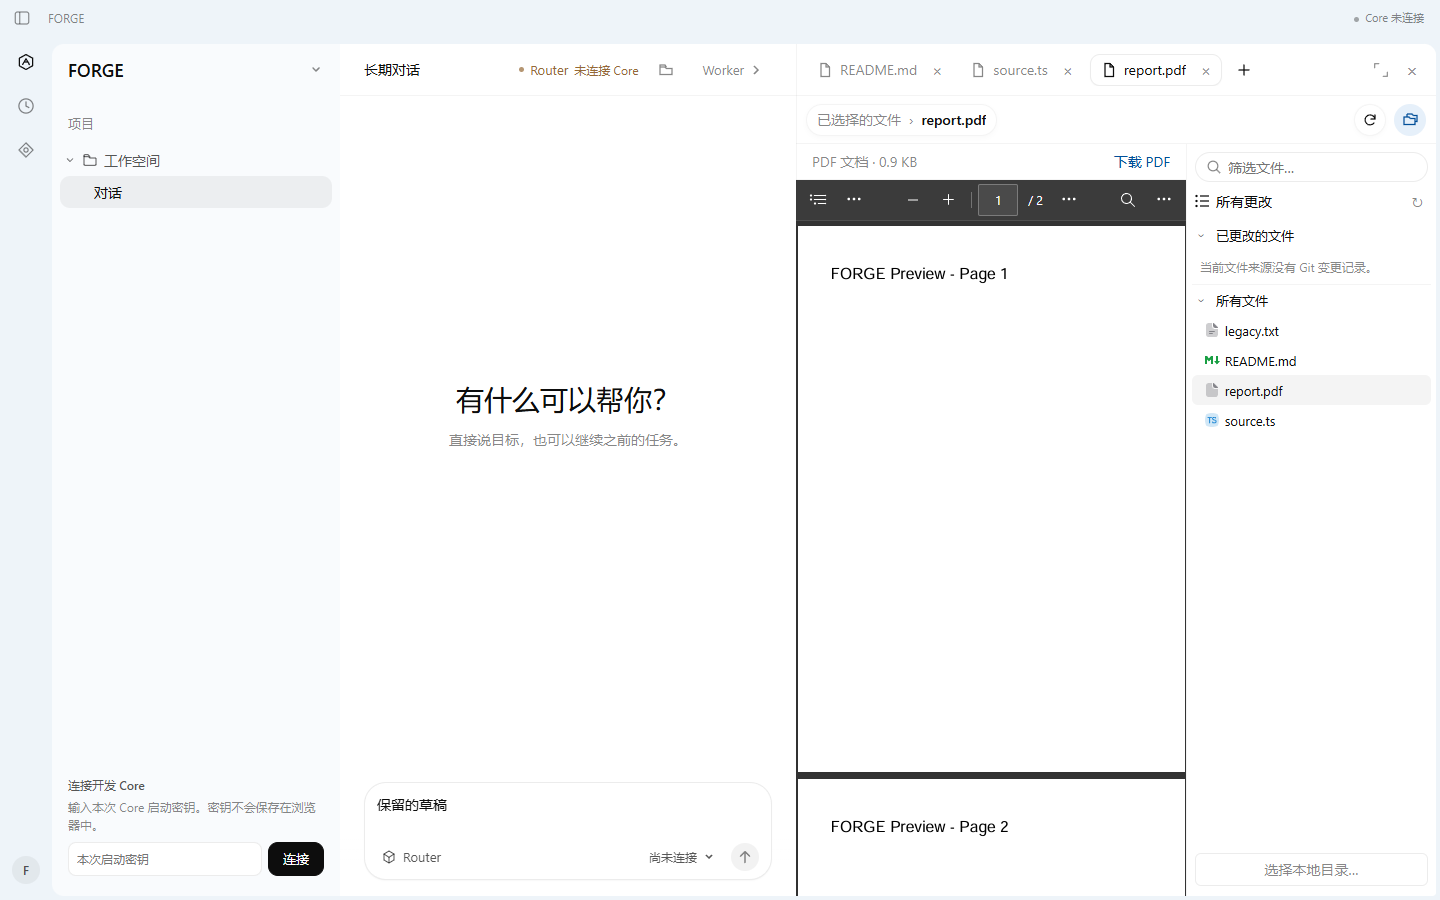 FORGE
Core 未连接
FORGE
项目
工作空间
对话
连接开发 Core
输入本次 Core 启动密钥。密钥不会保存在浏览
器中。
本次启动密钥
连接
F
长期对话
Router 未连接 Core
Worker
有什么可以帮你?
直接说目标，也可以继续之前的任务。
保留的草稿
Router
尚未连接
README.md
source.ts
report.pdf
已选择的文件 › report.pdf
PDF 文档 · 0.9 KB
下载 PDF
1
/ 2
FORGE Preview - Page 1
FORGE Preview - Page 2
筛选文件...
所有更改
已更改的文件
当前文件来源没有 Git 变更记录。
所有文件
legacy.txt
M↓ README.md
report.pdf
TS source.ts
选择本地目录...